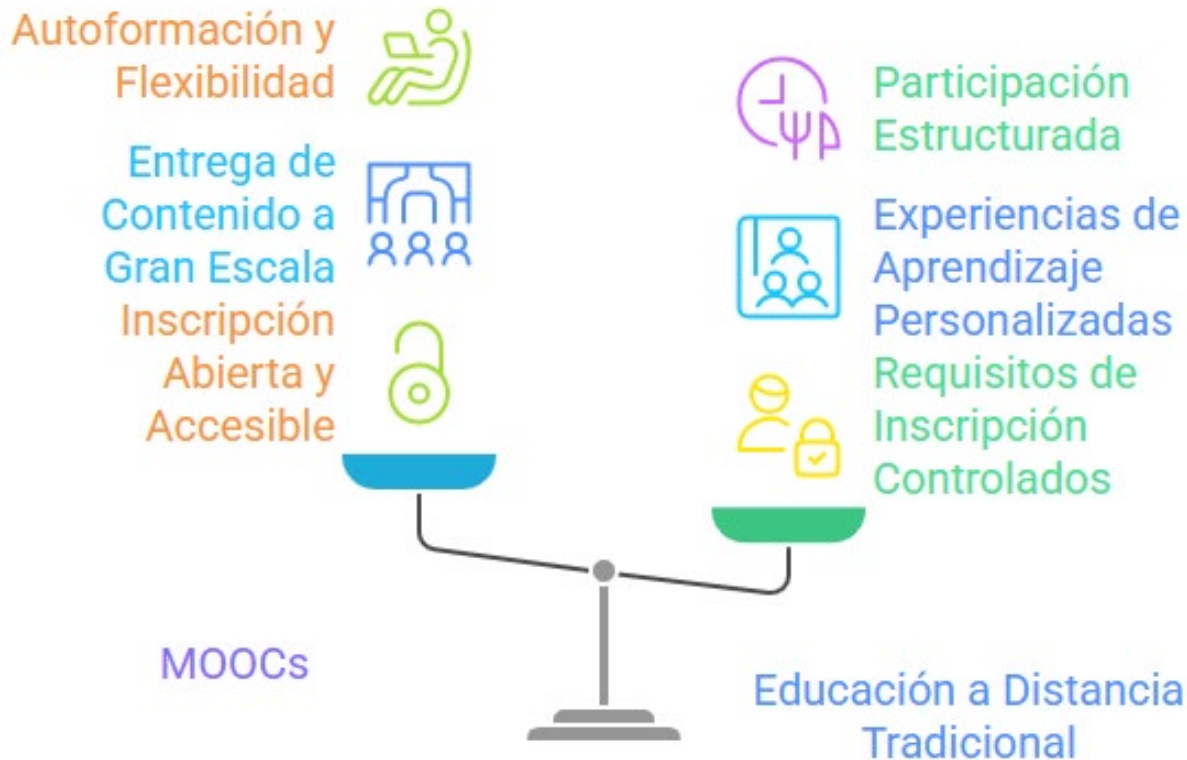 Autoformación y
Flexibilidad
Entrega de
Contenido a
Gran Escala
Inscripción
Abierta y
Accesible
MOOCs
Participación
Estructurada
Experiencias de
Aprendizaje
Personalizadas
Requisitos de
Inscripción
Controlados
Educación a Distancia
Tradicional